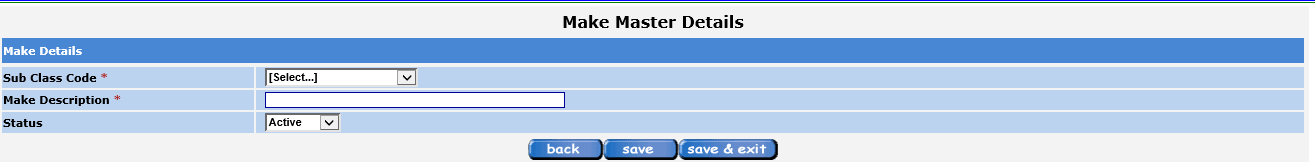 Make Master Details
Make Details
Sub Class Code * [Select...]
Make Description *
Status Active
back save save & exit